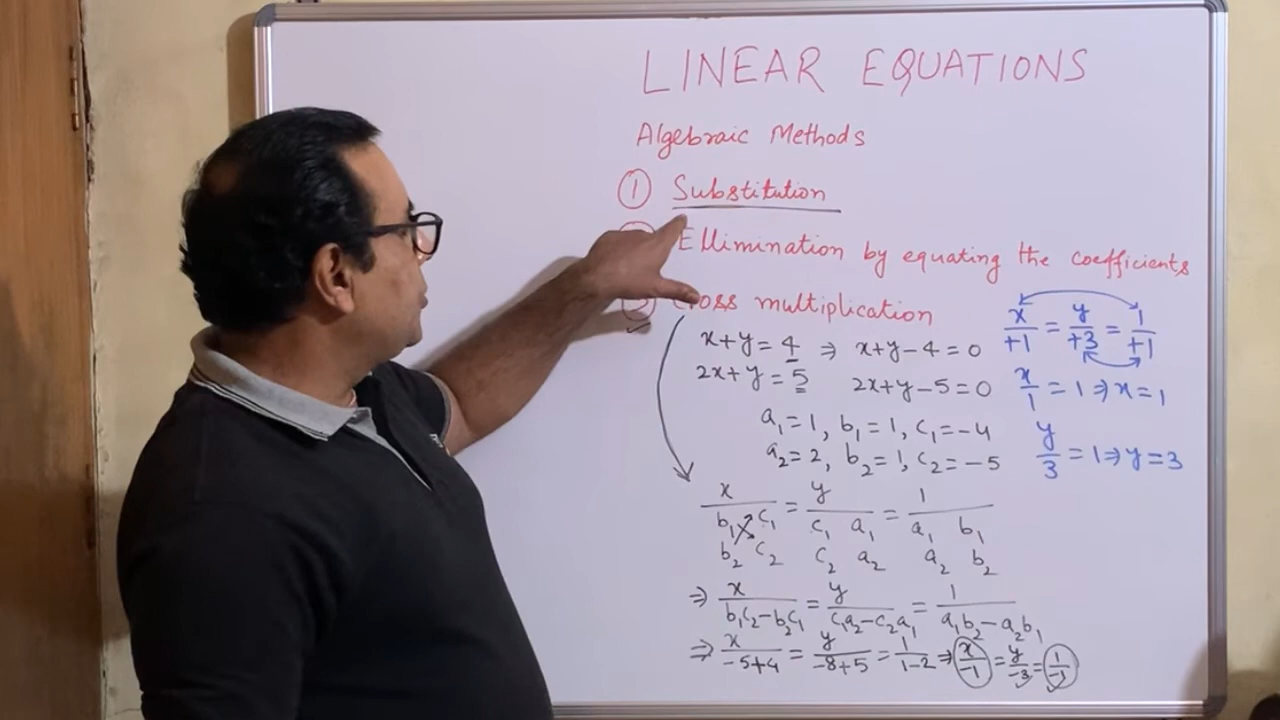 LINEAR EQUATIONS
Algebraic Methods
① Substitution
Ellimination by equating the coefficients
multiplication
x+y=4 ⇒ x+y-4=0
2x+y=5 2x+y-5=0
a₁=1, b₁=1, c₁=-4
a₂=2, b₂=1, c₂=-5
x/+1 = y/+3 = 1/+1
x/1 = 1 ⇒ x=1
y/3 = 1 ⇒ y=3
x/ = y/ = 1/
b₁ c₁ c₁ a₁ a₁ b₁
b₂ c₂ c₂ a₂ a₂ b₂
⇒ x/(b₁c₂-b₂c₁) = y/(c₁a₂-c₂a₁) = 1/(a₁b₂-a₂b₁)
⇒ x/(-5+4) = y/(-8+5) = 1/(1-2) ⇒ x/-1 = y/-3 = 1/-1